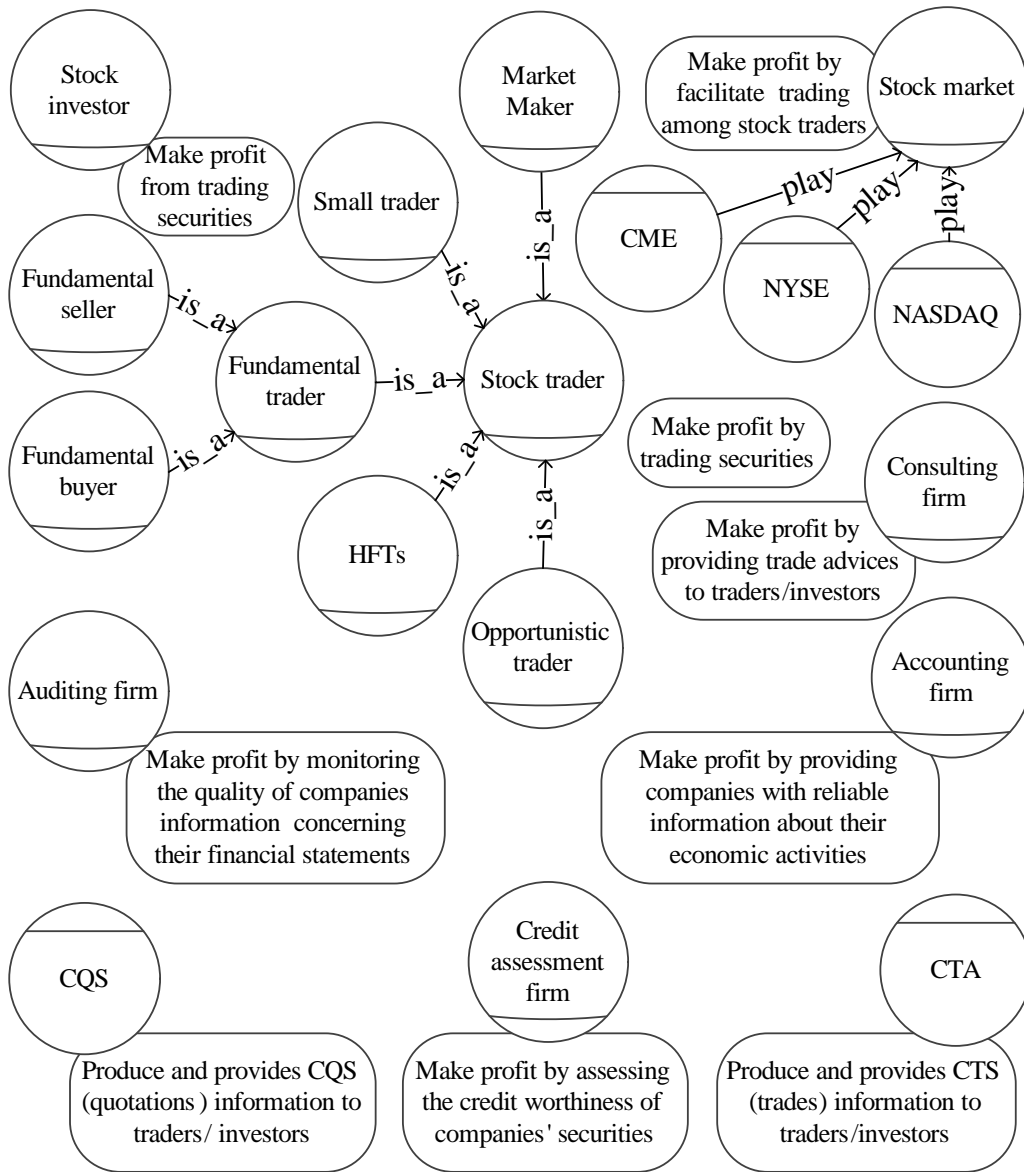 Stock
investor
Market
Maker
Make profit by
facilitate trading
among stock traders
Stock market
Make profit
from trading
securities
Small trader
play
play
play
CME
NYSE
NASDAQ
is_a
is_a
Fundamental
seller
is_a
Fundamental
trader
is_a
Stock trader
Fundamental
buyer
is_a
Make profit by
trading securities
Consulting
firm
is_a
is_a
HFTs
Make profit by
providing trade advices
to traders/investors
Opportunistic
trader
Auditing firm
Accounting
firm
Make profit by monitoring
the quality of companies
information concerning
their financial statements
Make profit by providing
companies with reliable
information about their
economic activities
CQS
Credit
assessment
firm
CTA
Produce and provides CQS
(quotations) information to
traders/ investors
Make profit by assessing
the credit worthiness of
companies' securities
Produce and provides CTS
(trades) information to
traders/investors